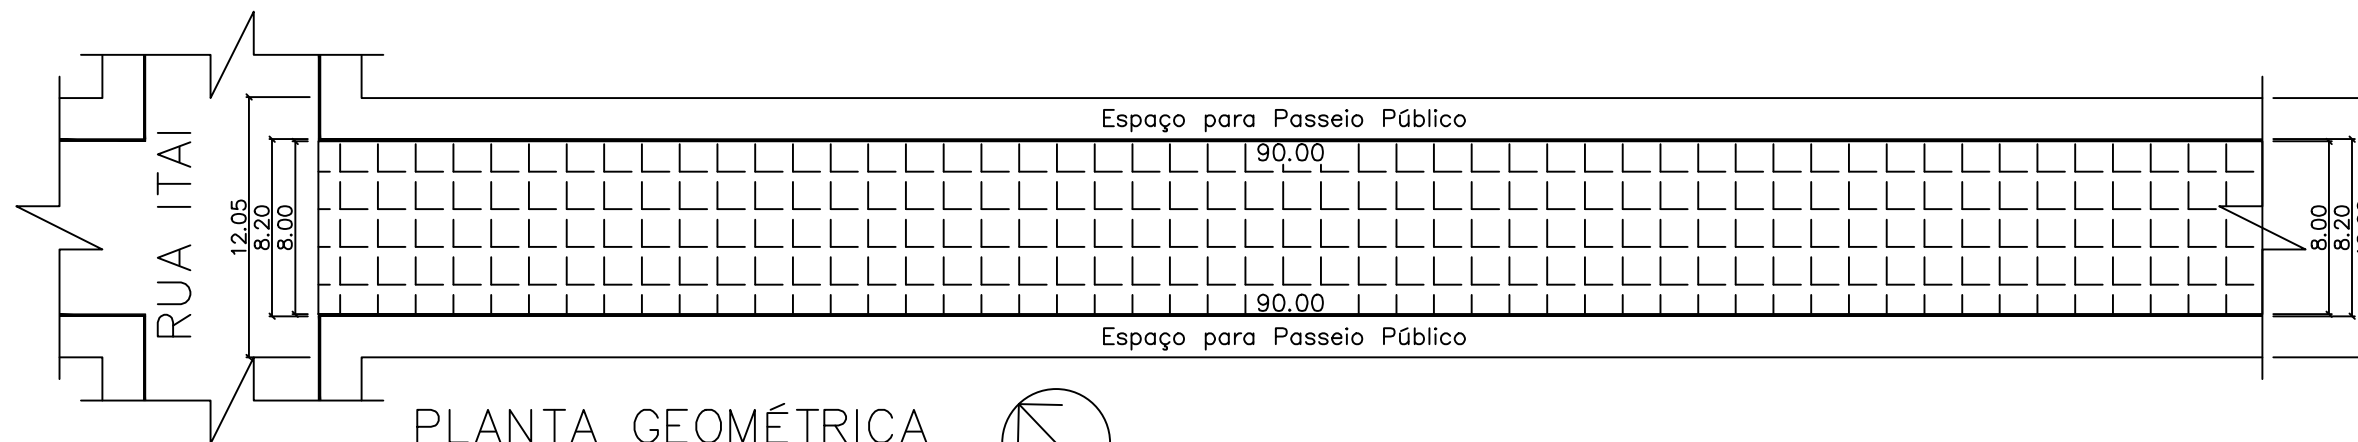 Espaço para Passeio Público
90.00
RUA ITAI
12.05
8.20
8.00
8.00
8.20
90.00
Espaço para Passeio Público
PLANTA GEOMÉTRICA